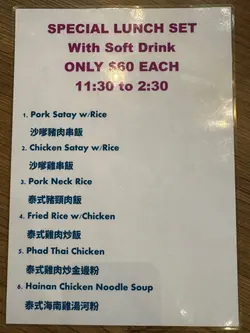 SPECIAL LUNCH SET
With Soft Drink
ONLY $60 EACH
11:30 to 2:30
1. Pork Satay w/Rice
沙嗲豬肉串飯
2. Chicken Satay w/Rice
沙嗲雞串飯
3. Pork Neck Rice
泰式豬頸肉飯
4. Fried Rice w/Chicken
泰式雞肉炒飯
5. Phad Thai Chicken
泰式雞肉炒金邊粉
6. Hainan Chicken Noodle Soup
泰式海南雞湯河粉